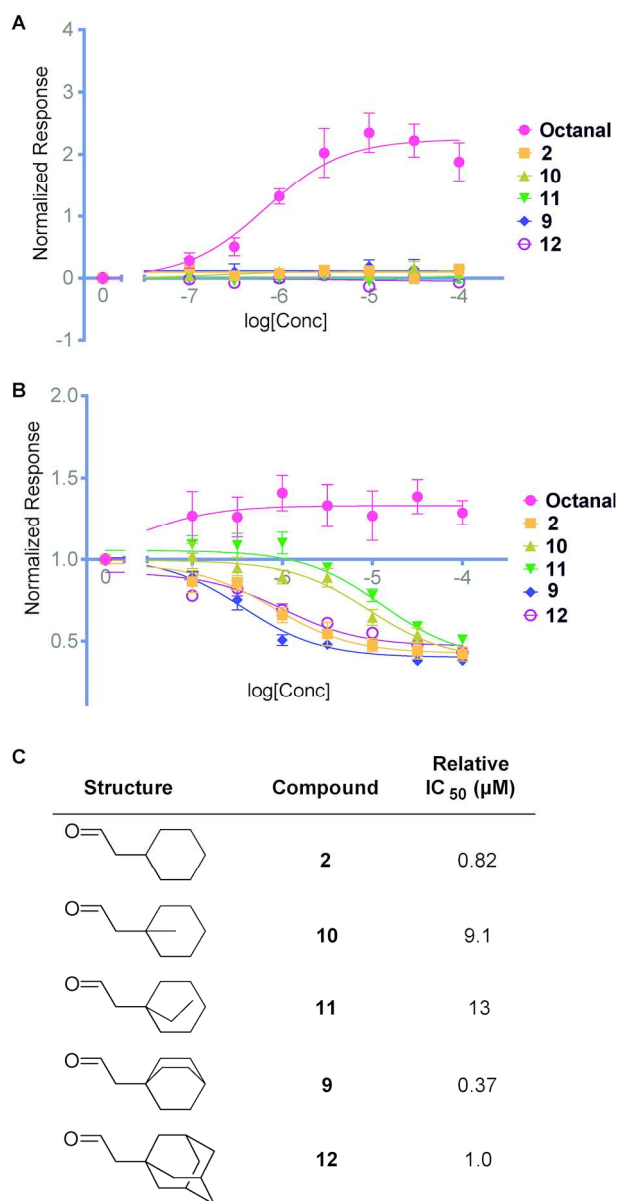 A
Normalized Response
4
3
2
1
0
-1
0
-7
-6
-5
-4
log[Conc]
Octanal
2
10
11
9
12
B
Normalized Response
2.0
1.5
1.0
0.5
0
-7
-6
-5
-4
log[Conc]
Octanal
2
10
11
9
12
C
Structure Compound Relative IC 50 (µM)
O 2 0.82
O 10 9.1
O 11 13
O 9 0.37
O 12 1.0